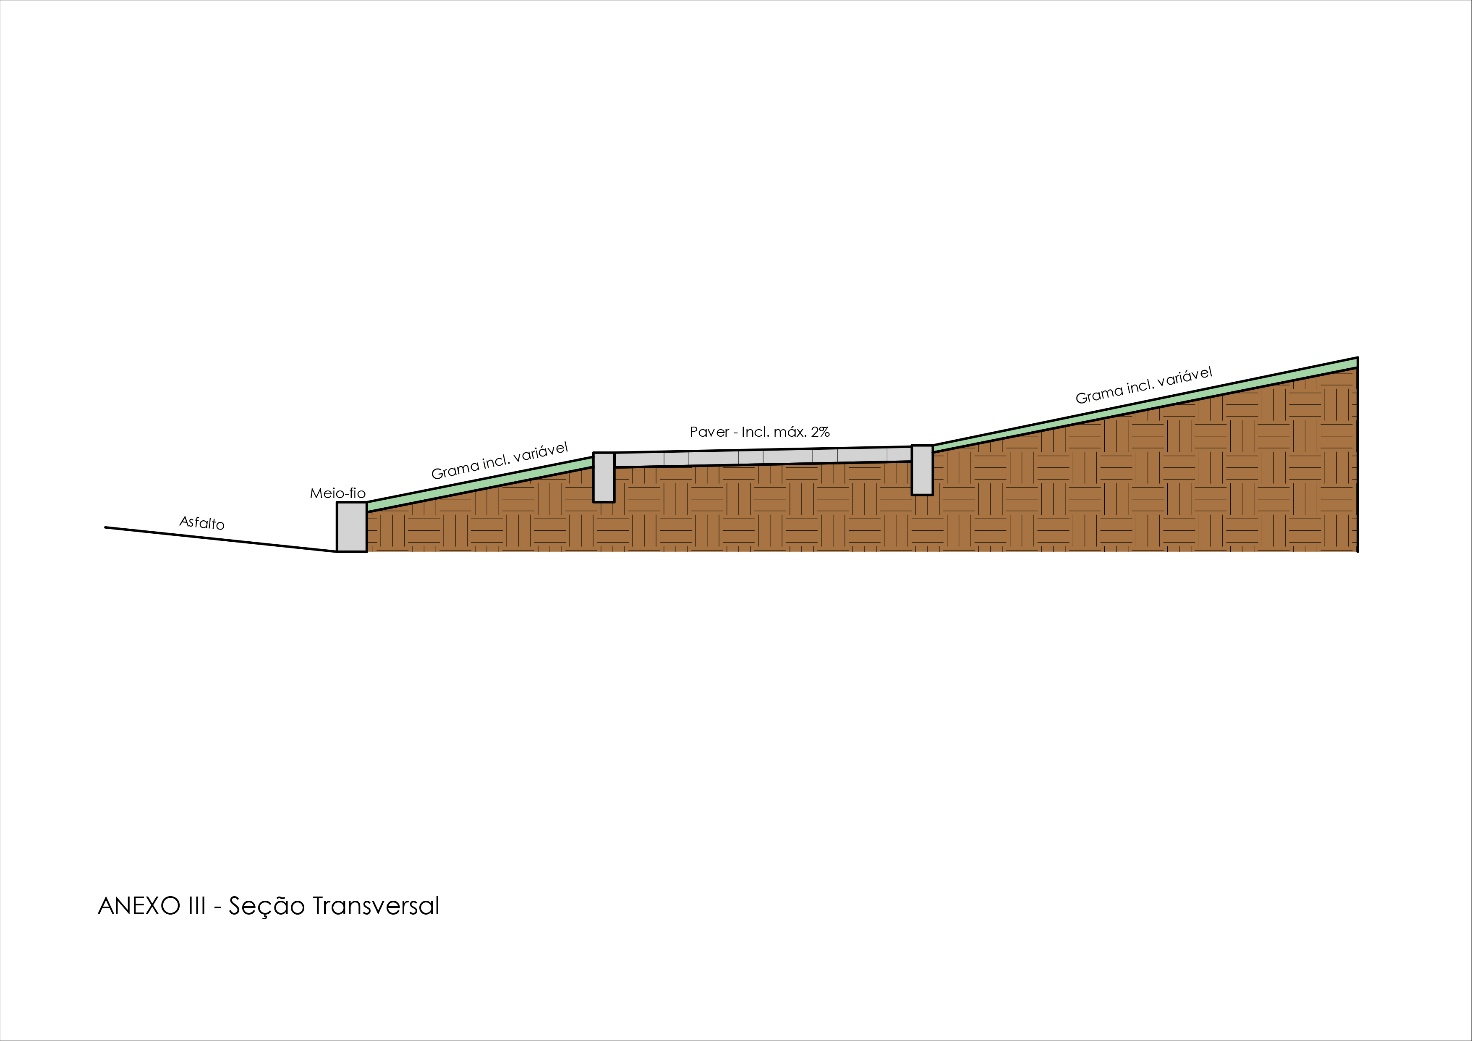 Grama incl. variável
Paver - Incl. máx. 2%
Grama incl. variável
Meio-fio
Asfalto
ANEXO III - Seção Transversal